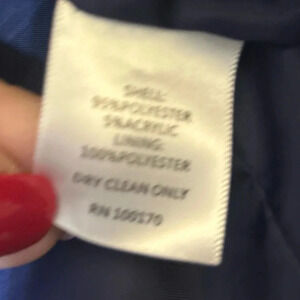 SHELL:
95%POLYESTER
5%ACRYLIC
LINING:
100%POLYESTER
DRY CLEAN ONLY
RN 100170